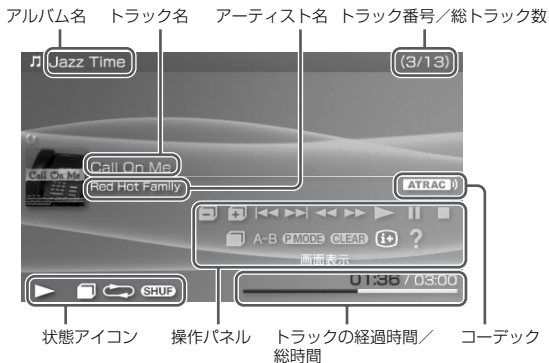 アルバム名 トラック名 アーティスト名 トラック番号／総トラック数
Jazz Time (3/13)
Call On Me
Call On Me
Red Hot Family
ATRAC
A-B P.MODE CLEAR i+ ?
画面表示
01:36 / 03:00
SHUF
状態アイコン 操作パネル トラックの経過時間／ コーデック
総時間